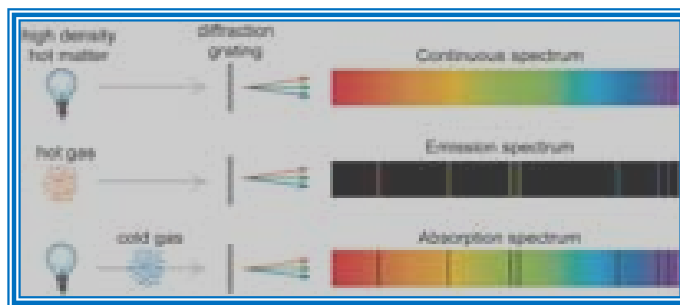 high density
hot matter
diffraction
grating
Continuous spectrum
hot gas
Emission spectrum
cold gas
Absorption spectrum